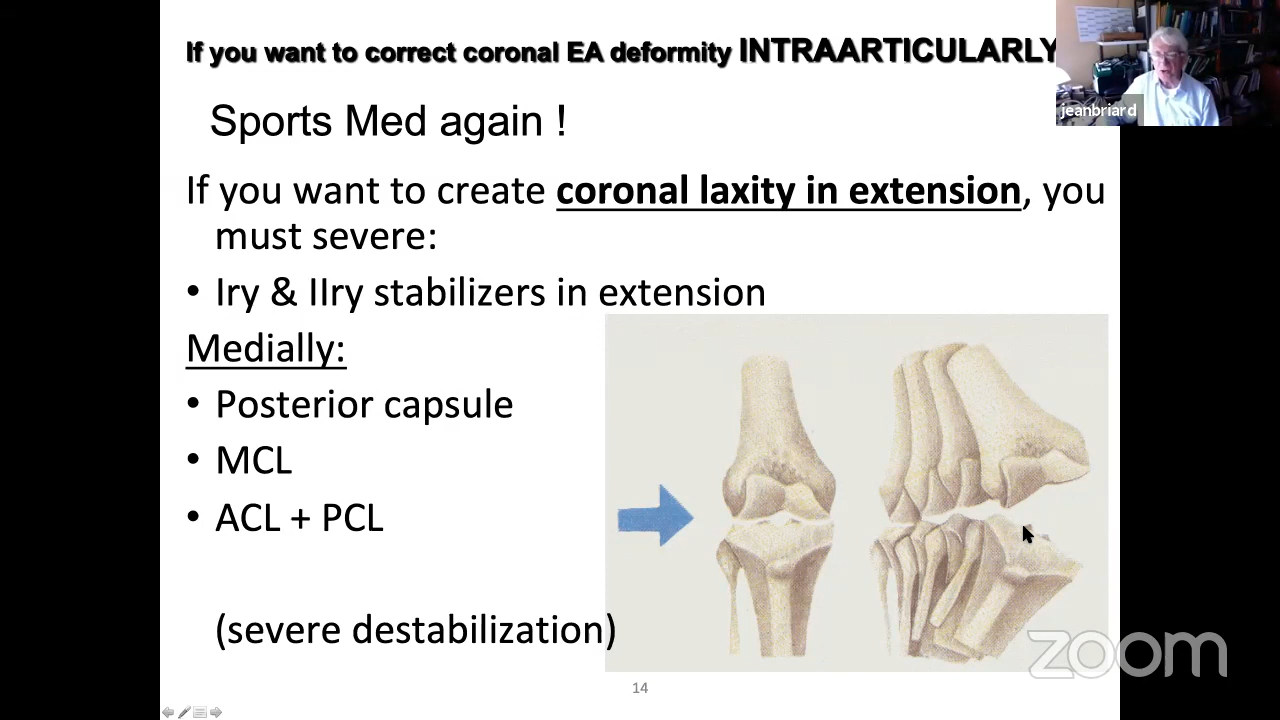 If you want to correct coronal EA deformity INTRAARTICULARLY
jeanbriard
Sports Med again !
If you want to create coronal laxity in extension, you
must severe:
• Iry & IIry stabilizers in extension
Medially:
• Posterior capsule
• MCL
• ACL + PCL
(severe destabilization)
zoom
14